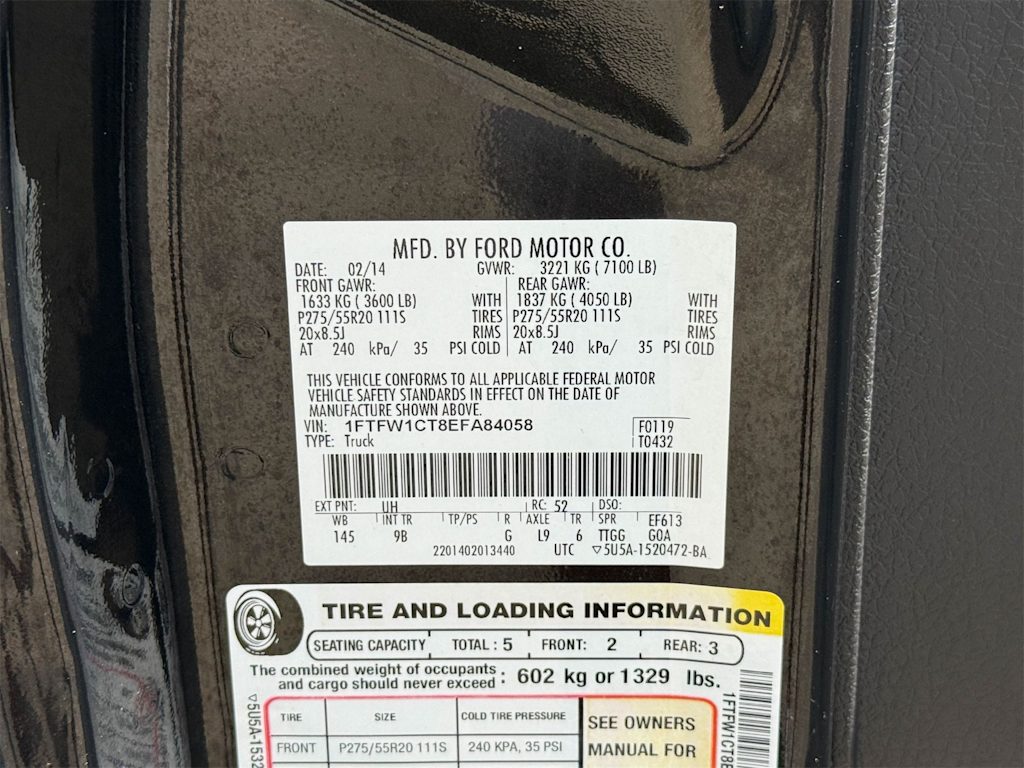 MFD. BY FORD MOTOR CO.
DATE: 02/14 GVWR: 3221 KG ( 7100 LB)
FRONT GAWR: REAR GAWR:
1633 KG ( 3600 LB) WITH 1837 KG ( 4050 LB) WITH
P275/55R20 111S TIRES P275/55R20 111S TIRES
20x8.5J RIMS 20x8.5J RIMS
AT 240 kPa/ 35 PSI COLD AT 240 kPa/ 35 PSI COLD
THIS VEHICLE CONFORMS TO ALL APPLICABLE FEDERAL MOTOR
VEHICLE SAFETY STANDARDS IN EFFECT ON THE DATE OF
MANUFACTURE SHOWN ABOVE.
VIN: 1FTFW1CT8EFA84058 F0119
TYPE: Truck T0432
EXT PNT: UH RC: 52 DSO:
WB INT TR TP/PS R AXLE TR SPR EF613
145 9B G L9 6 TTGG GOA
2201402013440 UTC ▽5U5A-1520472-BA
TIRE AND LOADING INFORMATION
SEATING CAPACITY TOTAL : 5 FRONT: 2 REAR: 3
The combined weight of occupants
and cargo should never exceed : 602 kg or 1329 lbs.
TIRE SIZE COLD TIRE PRESSURE SEE OWNERS
FRONT P275/55R20 111S 240 KPA, 35 PSI MANUAL FOR
▽5U5A-1532
1FTFW1CT8E